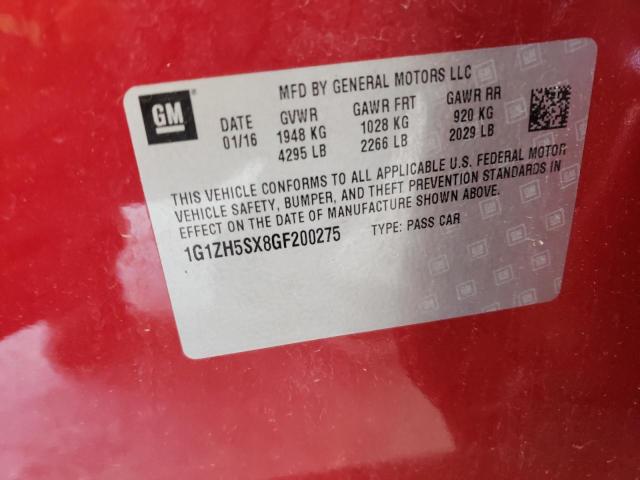 GM
MFD BY GENERAL MOTORS LLC
DATE GVWR GAWR FRT GAWR RR
01/16 1948 KG 1028 KG 920 KG
4295 LB 2266 LB 2029 LB
THIS VEHICLE CONFORMS TO ALL APPLICABLE U.S. FEDERAL MOTOR
VEHICLE SAFETY, BUMPER, AND THEFT PREVENTION STANDARDS IN
EFFECT ON THE DATE OF MANUFACTURE SHOWN ABOVE.
1G1ZH5SX8GF200275 TYPE: PASS CAR